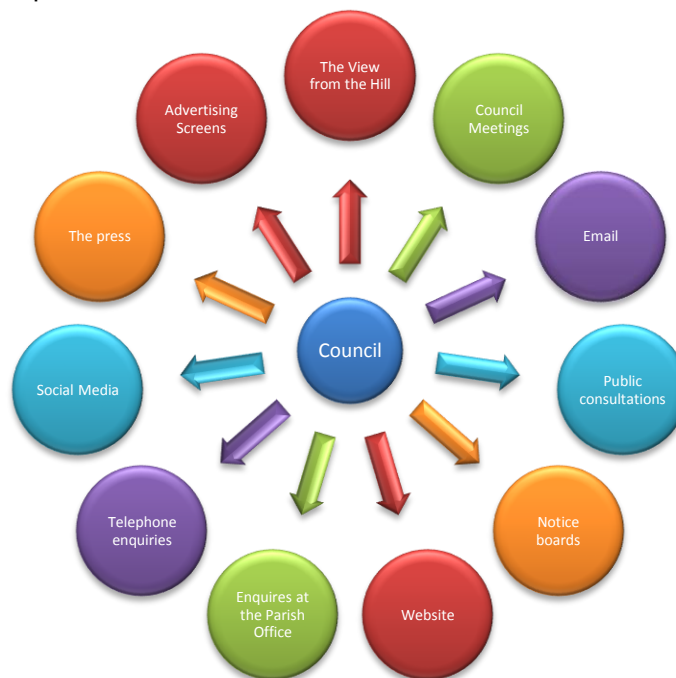 The View
from the Hill
Council
Meetings
Email
Public
consultations
Notice
boards
Website
Enquires at
the Parish
Office
Telephone
enquiries
Social Media
The press
Advertising
Screens
Council